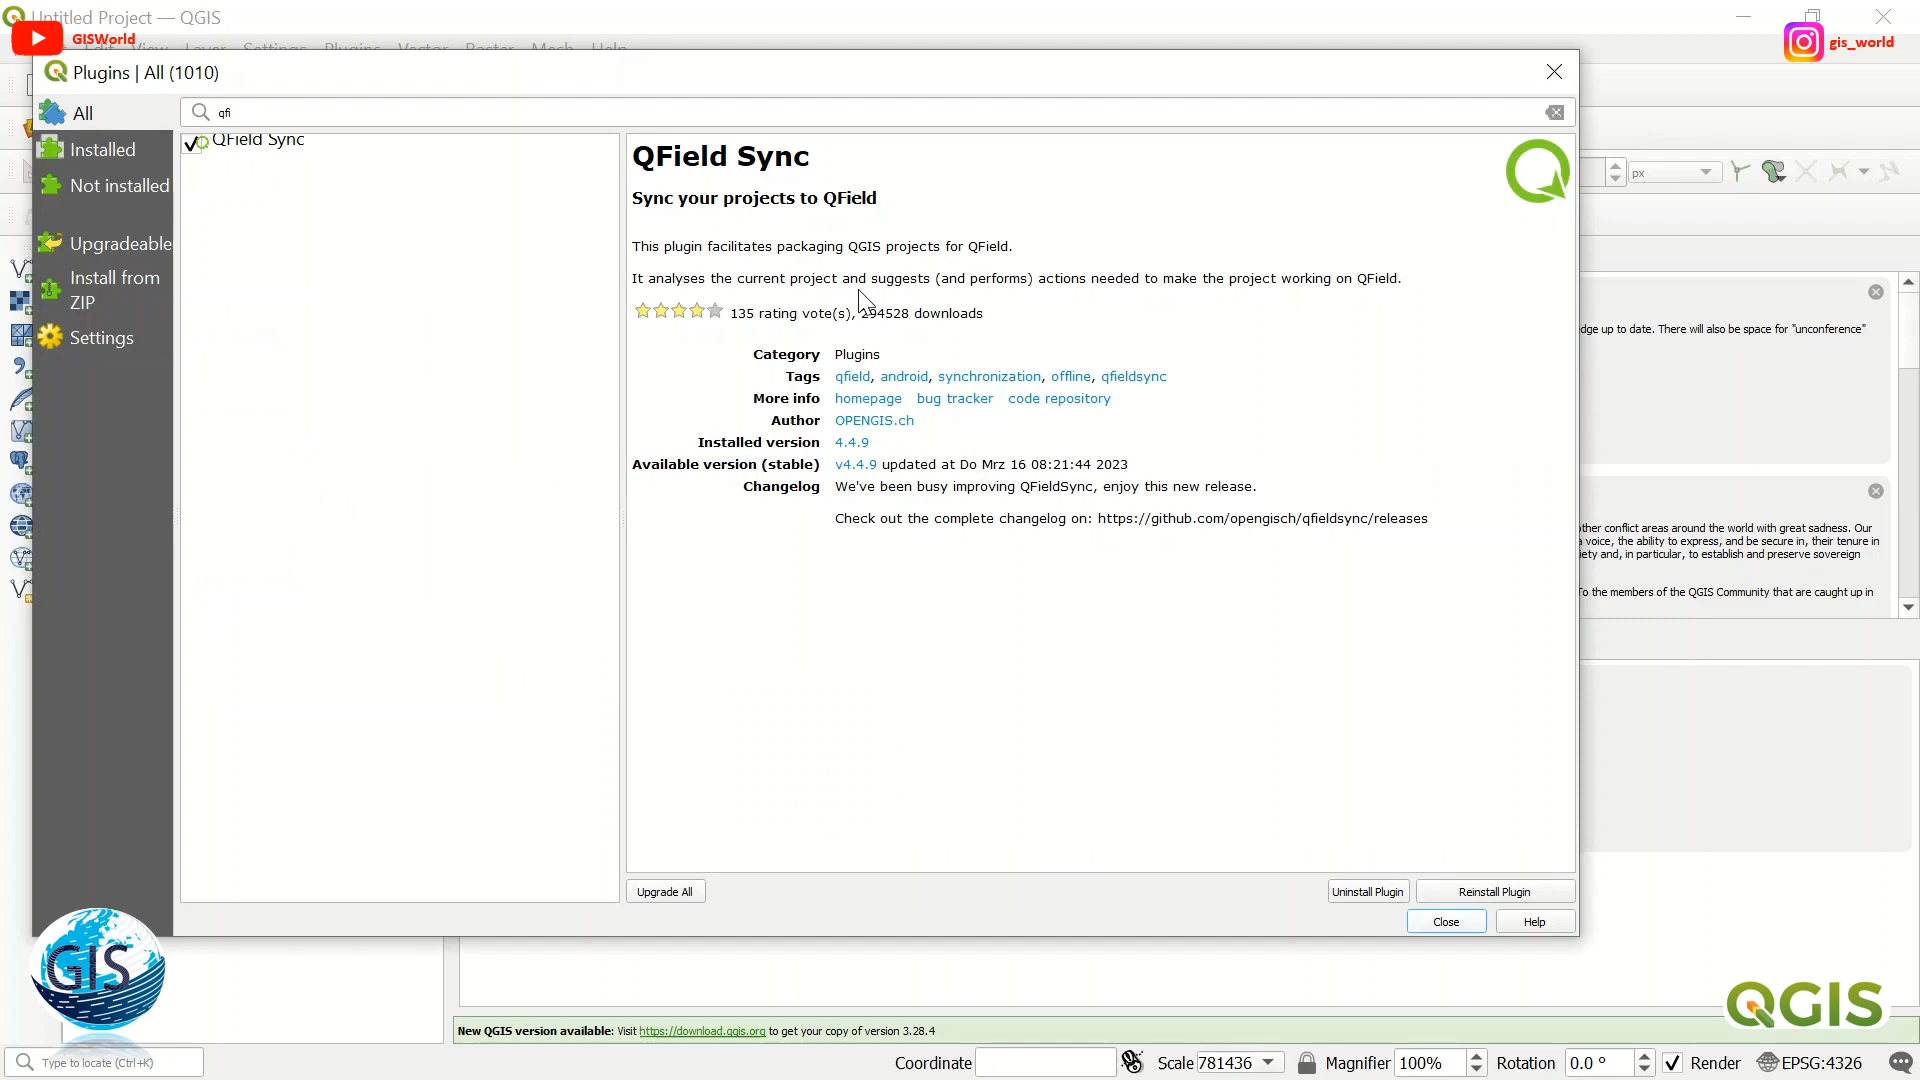 Untitled Project — QGIS
GISWorld
gis_world
Edit View Layer Settings Plugins Vector Raster Mesh Help
Plugins | All (1010)
All
qfi
Installed
Not installed
Upgradeable
Install from
ZIP
Settings
QField Sync
QField Sync
Sync your projects to QField
This plugin facilitates packaging QGIS projects for QField.
It analyses the current project and suggests (and performs) actions needed to make the project working on QField.
135 rating vote(s), 294528 downloads
Category Plugins
Tags qfield, android, synchronization, offline, qfieldsync
More info homepage bug tracker code repository
Author OPENGIS.ch
Installed version 4.4.9
Available version (stable) v4.4.9 updated at Do Mrz 16 08:21:44 2023
Changelog We've been busy improving QFieldSync, enjoy this new release.
Check out the complete changelog on: https://github.com/opengisch/qfieldsync/releases
px
dge up to date. There will also be space for "unconference"
ther conflict areas around the world with great sadness. Our
voice, the ability to express, and be secure in, their tenure in
iety and, in particular, to establish and preserve sovereign
To the members of the QGIS Community that are caught up in
Upgrade All
Uninstall Plugin
Reinstall Plugin
Close
Help
GIS
QGIS
New QGIS version available: Visit https://download.qgis.org to get your copy of version 3.28.4
Type to locate (Ctrl+K)
Coordinate
Scale 781436
Magnifier 100%
Rotation 0.0 °
Render
EPSG:4326